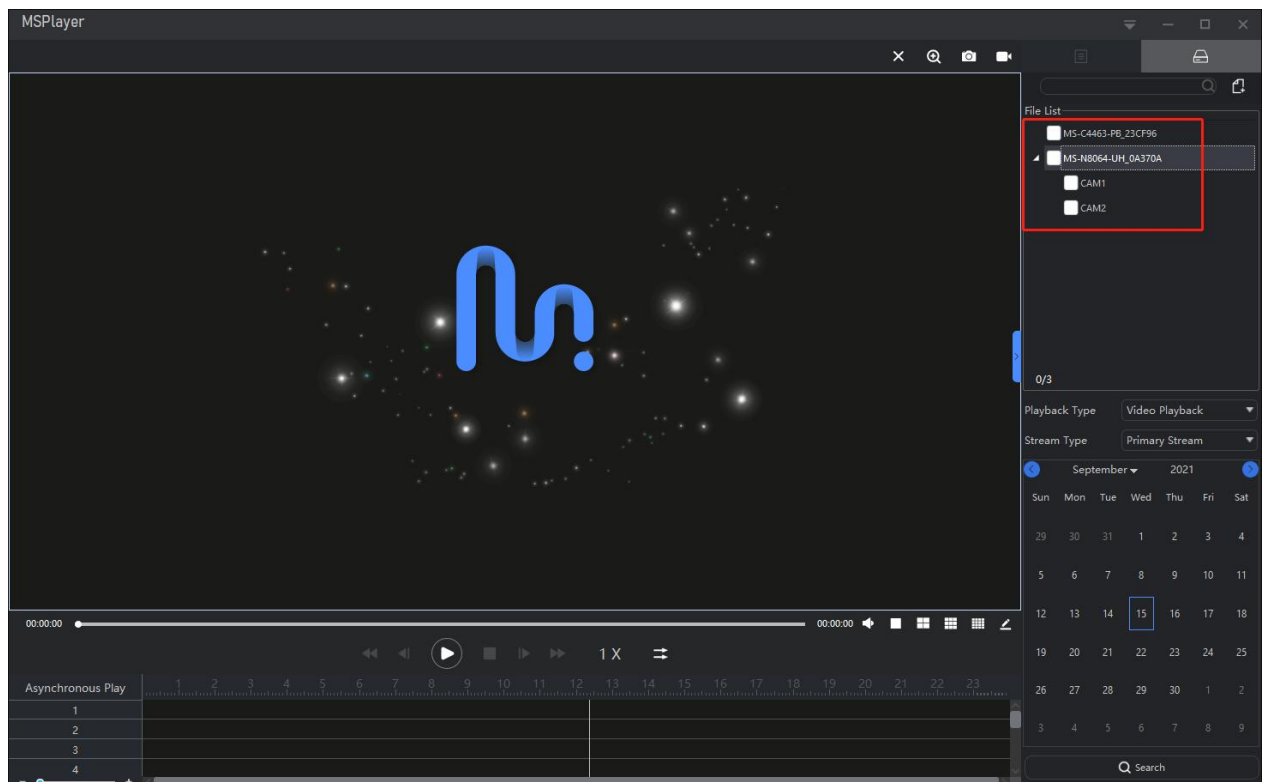 MSPlayer
File List
MS-C4463-PB_23CF96
MS-N8064-UH_0A370A
CAM1
CAM2
0/3
Playback Type Video Playback
Stream Type Primary Stream
September 2021
Sun Mon Tue Wed Thu Fri Sat
29 30 31 1 2 3 4
5 6 7 8 9 10 11
12 13 14 15 16 17 18
19 20 21 22 23 24 25
26 27 28 29 30 1 2
3 4 5 6 7 8 9
Search
00:00:00 00:00:00
1 X
Asynchronous Play 1 2 3 4 5 6 7 8 9 10 11 12 13 14 15 16 17 18 19 20 21 22 23
1
2
3
4